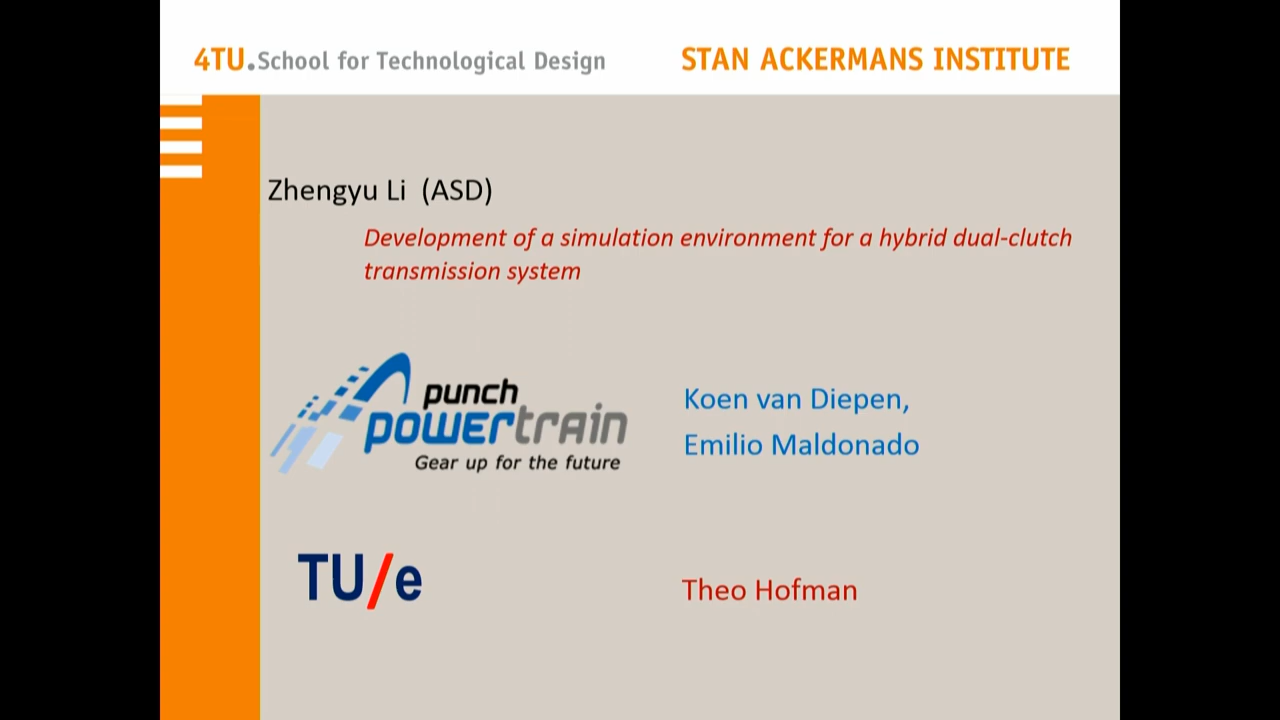 4TU.School for Technological Design STAN ACKERMANS INSTITUTE
Zhengyu Li (ASD)
Development of a simulation environment for a hybrid dual-clutch
transmission system
punch
powertrain
Gear up for the future
Koen van Diepen,
Emilio Maldonado
TU/e
Theo Hofman